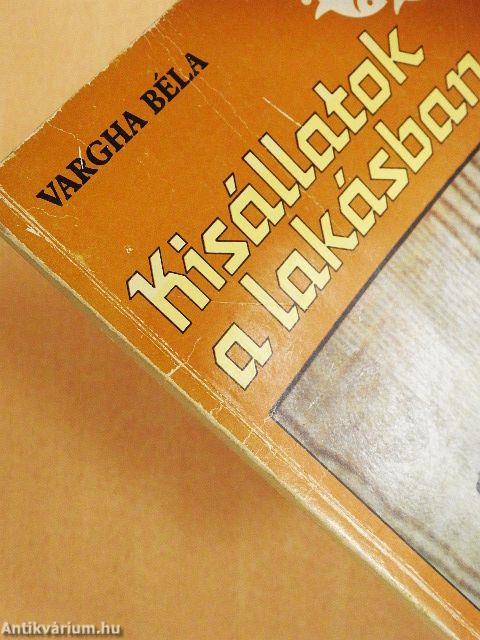 VARGHA BÉLA
Kisállatok
a lakásban
Antikvárium.hu